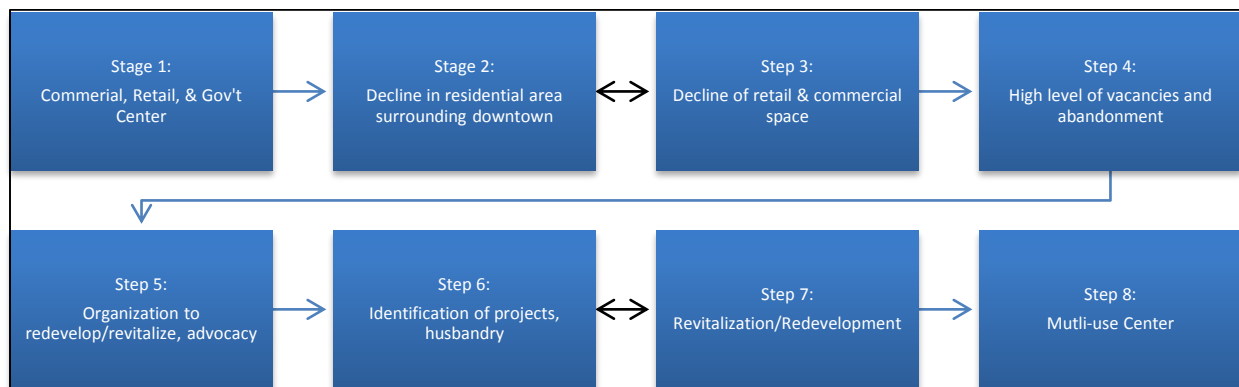 Stage 1:
Commerial, Retail, & Gov't
Center
Stage 2:
Decline in residential area
surrounding downtown
Step 3:
Decline of retail & commercial
space
Step 4:
High level of vacancies and
abandonment
Step 5:
Organization to
redevelop/revitalize, advocacy
Step 6:
Identification of projects,
husbandry
Step 7:
Revitalization/Redevelopment
Step 8:
Mutli-use Center